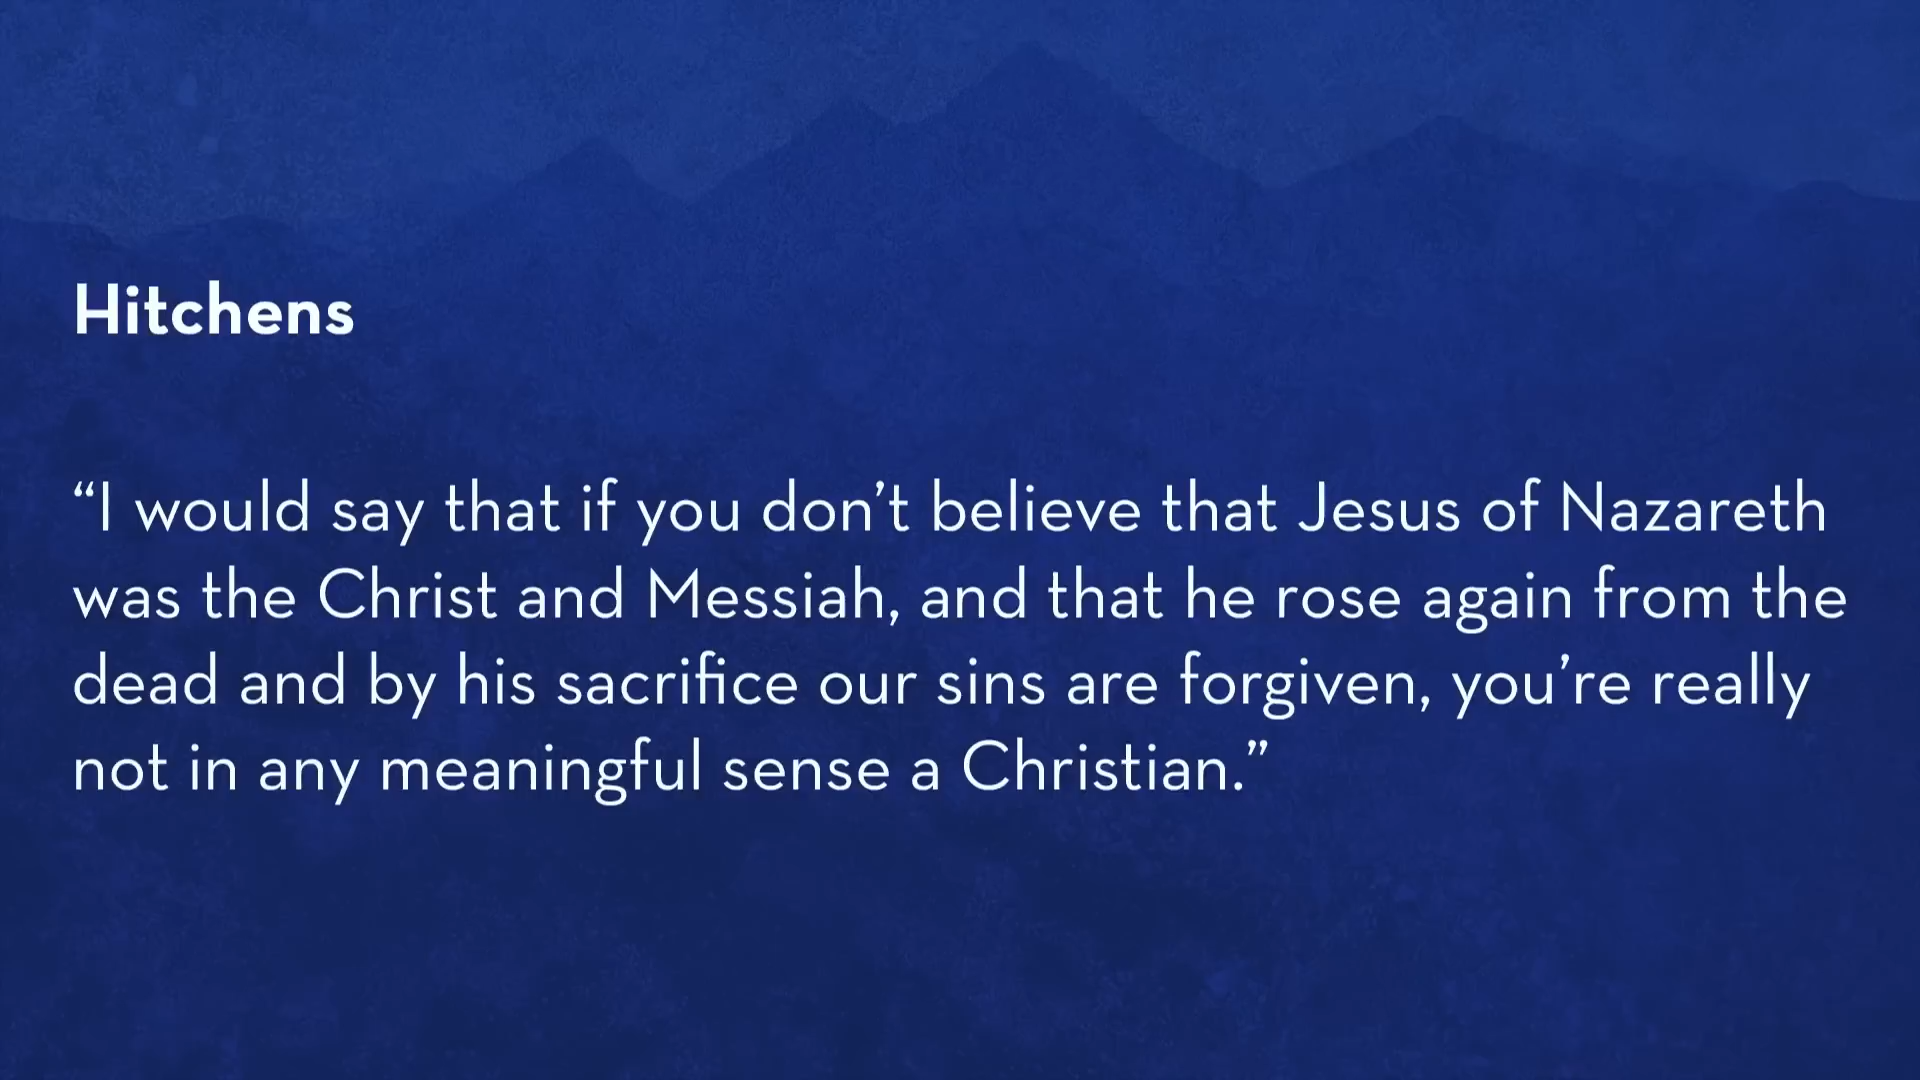 Hitchens
“I would say that if you don’t believe that Jesus of Nazareth
was the Christ and Messiah, and that he rose again from the
dead and by his sacrifice our sins are forgiven, you’re really
not in any meaningful sense a Christian.”